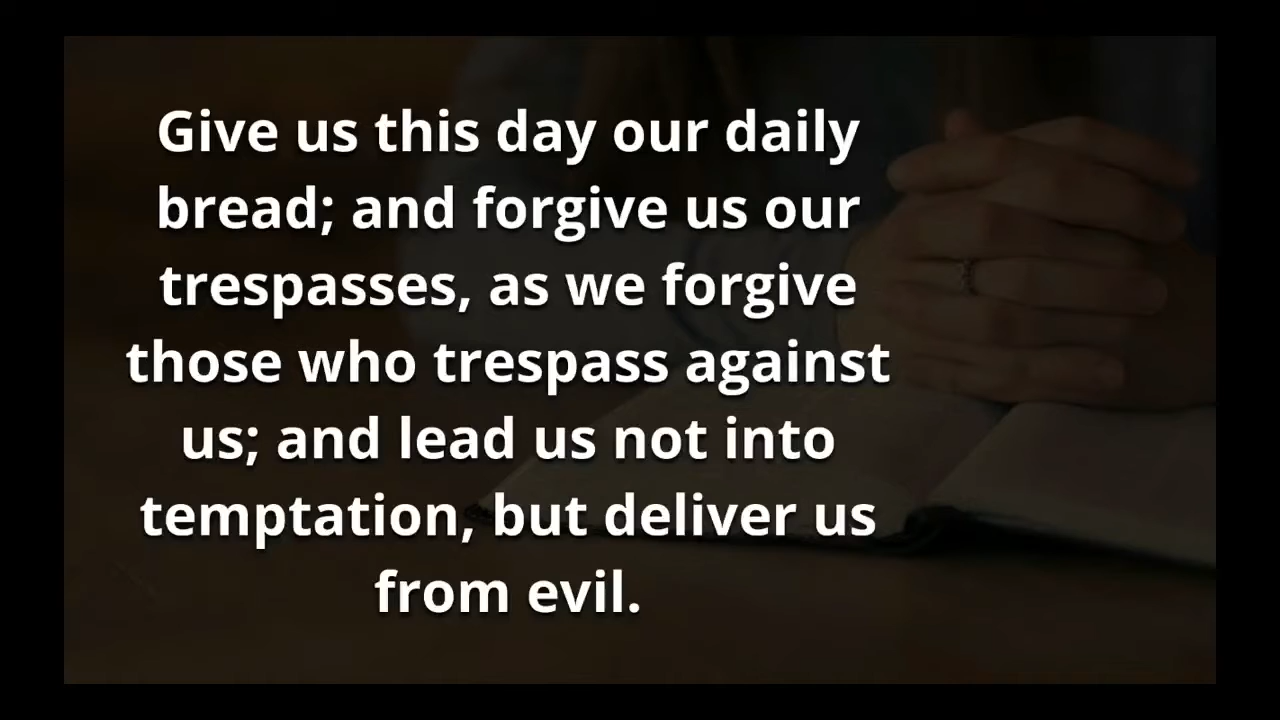 Give us this day our daily
bread; and forgive us our
trespasses, as we forgive
those who trespass against
us; and lead us not into
temptation, but deliver us
from evil.